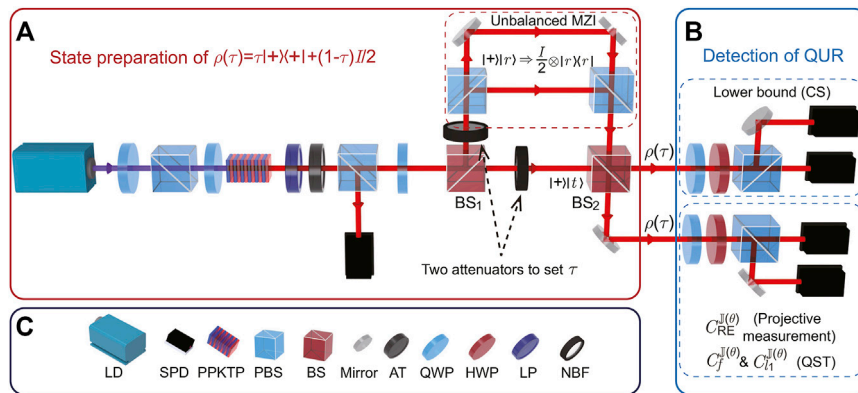 A
State preparation of ρ(τ)=τ|+⟩⟨+|+(1-τ)I/2
Unbalanced MZI
|+⟩|r⟩⇒I/2⊗|r⟩⟨r|
BS₁
|+⟩|t⟩
BS₂
Two attenuators to set τ
ρ(τ)
ρ(τ)
B
Detection of QUR
Lower bound (CS)
C_RE^𝕁(θ) (Projective
measurement)
C_f^𝕁(θ) & C_l1^𝕁(θ) (QST)
C
LD
SPD
PPKTP
PBS
BS
Mirror
AT
QWP
HWP
LP
NBF